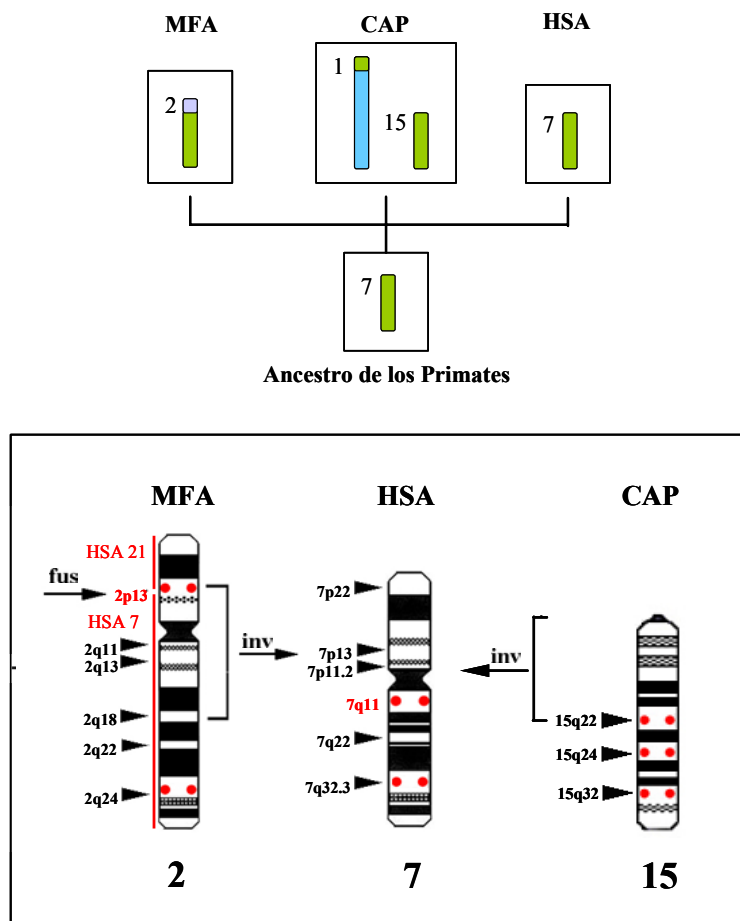 MFA CAP HSA
1
2
15
7
7
Ancestro de los Primates
MFA HSA CAP
HSA 21
fus
2p13
HSA 7
2q11
2q13
inv
2q18
2q22
2q24
7p22
7p13
7p11.2
7q11
7q22
7q32.3
inv
15q22
15q24
15q32
2 7 15